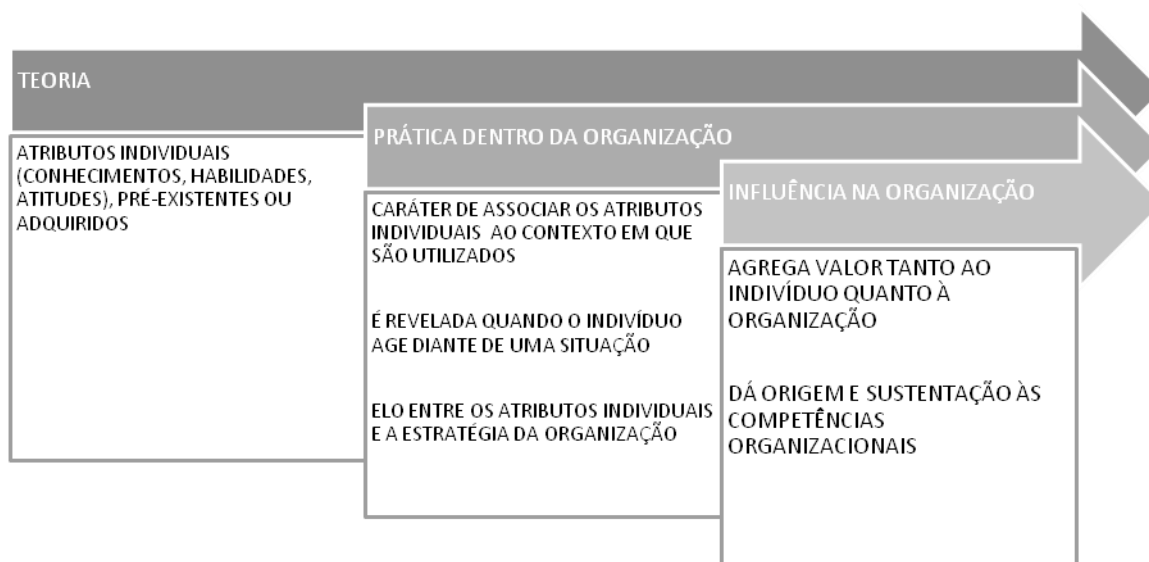 TEORIA
ATRIBUTOS INDIVIDUAIS
(CONHECIMENTOS, HABILIDADES,
ATITUDES), PRÉ-EXISTENTES OU
ADQUIRIDOS
PRÁTICA DENTRO DA ORGANIZAÇÃO
CARÁTER DE ASSOCIAR OS ATRIBUTOS
INDIVIDUAIS AO CONTEXTO EM QUE
SÃO UTILIZADOS
É REVELADA QUANDO O INDIVÍDUO
AGE DIANTE DE UMA SITUAÇÃO
ELO ENTRE OS ATRIBUTOS INDIVIDUAIS
E A ESTRATÉGIA DA ORGANIZAÇÃO
INFLUÊNCIA NA ORGANIZAÇÃO
AGREGA VALOR TANTO AO
INDIVÍDUO QUANTO À
ORGANIZAÇÃO
DÁ ORIGEM E SUSTENTAÇÃO ÀS
COMPETÊNCIAS
ORGANIZACIONAIS